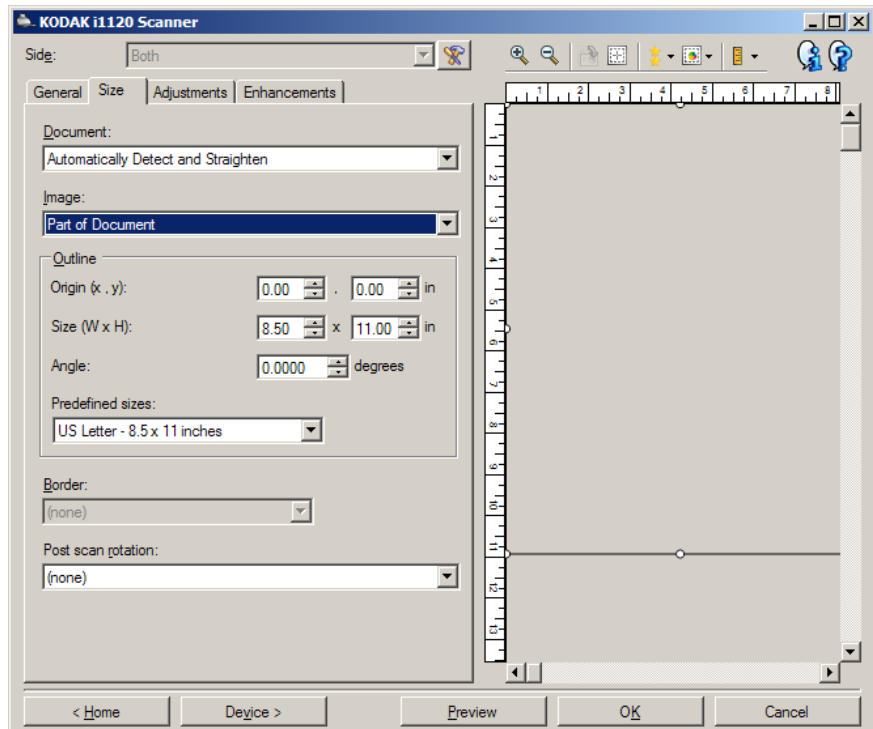 KODAK i1120 Scanner
Side: Both
General Size Adjustments Enhancements
Document:
Automatically Detect and Straighten
Image:
Part of Document
Outline
Origin (x , y): 0.00 , 0.00 in
Size (W x H): 8.50 x 11.00 in
Angle: 0.0000 degrees
Predefined sizes:
US Letter - 8.5 x 11 inches
Border:
(none)
Post scan rotation:
(none)
1 2 3 4 5 6 7 8
1
2
3
4
5
6
7
8
9
10
11
12
13
< Home Device > Preview OK Cancel